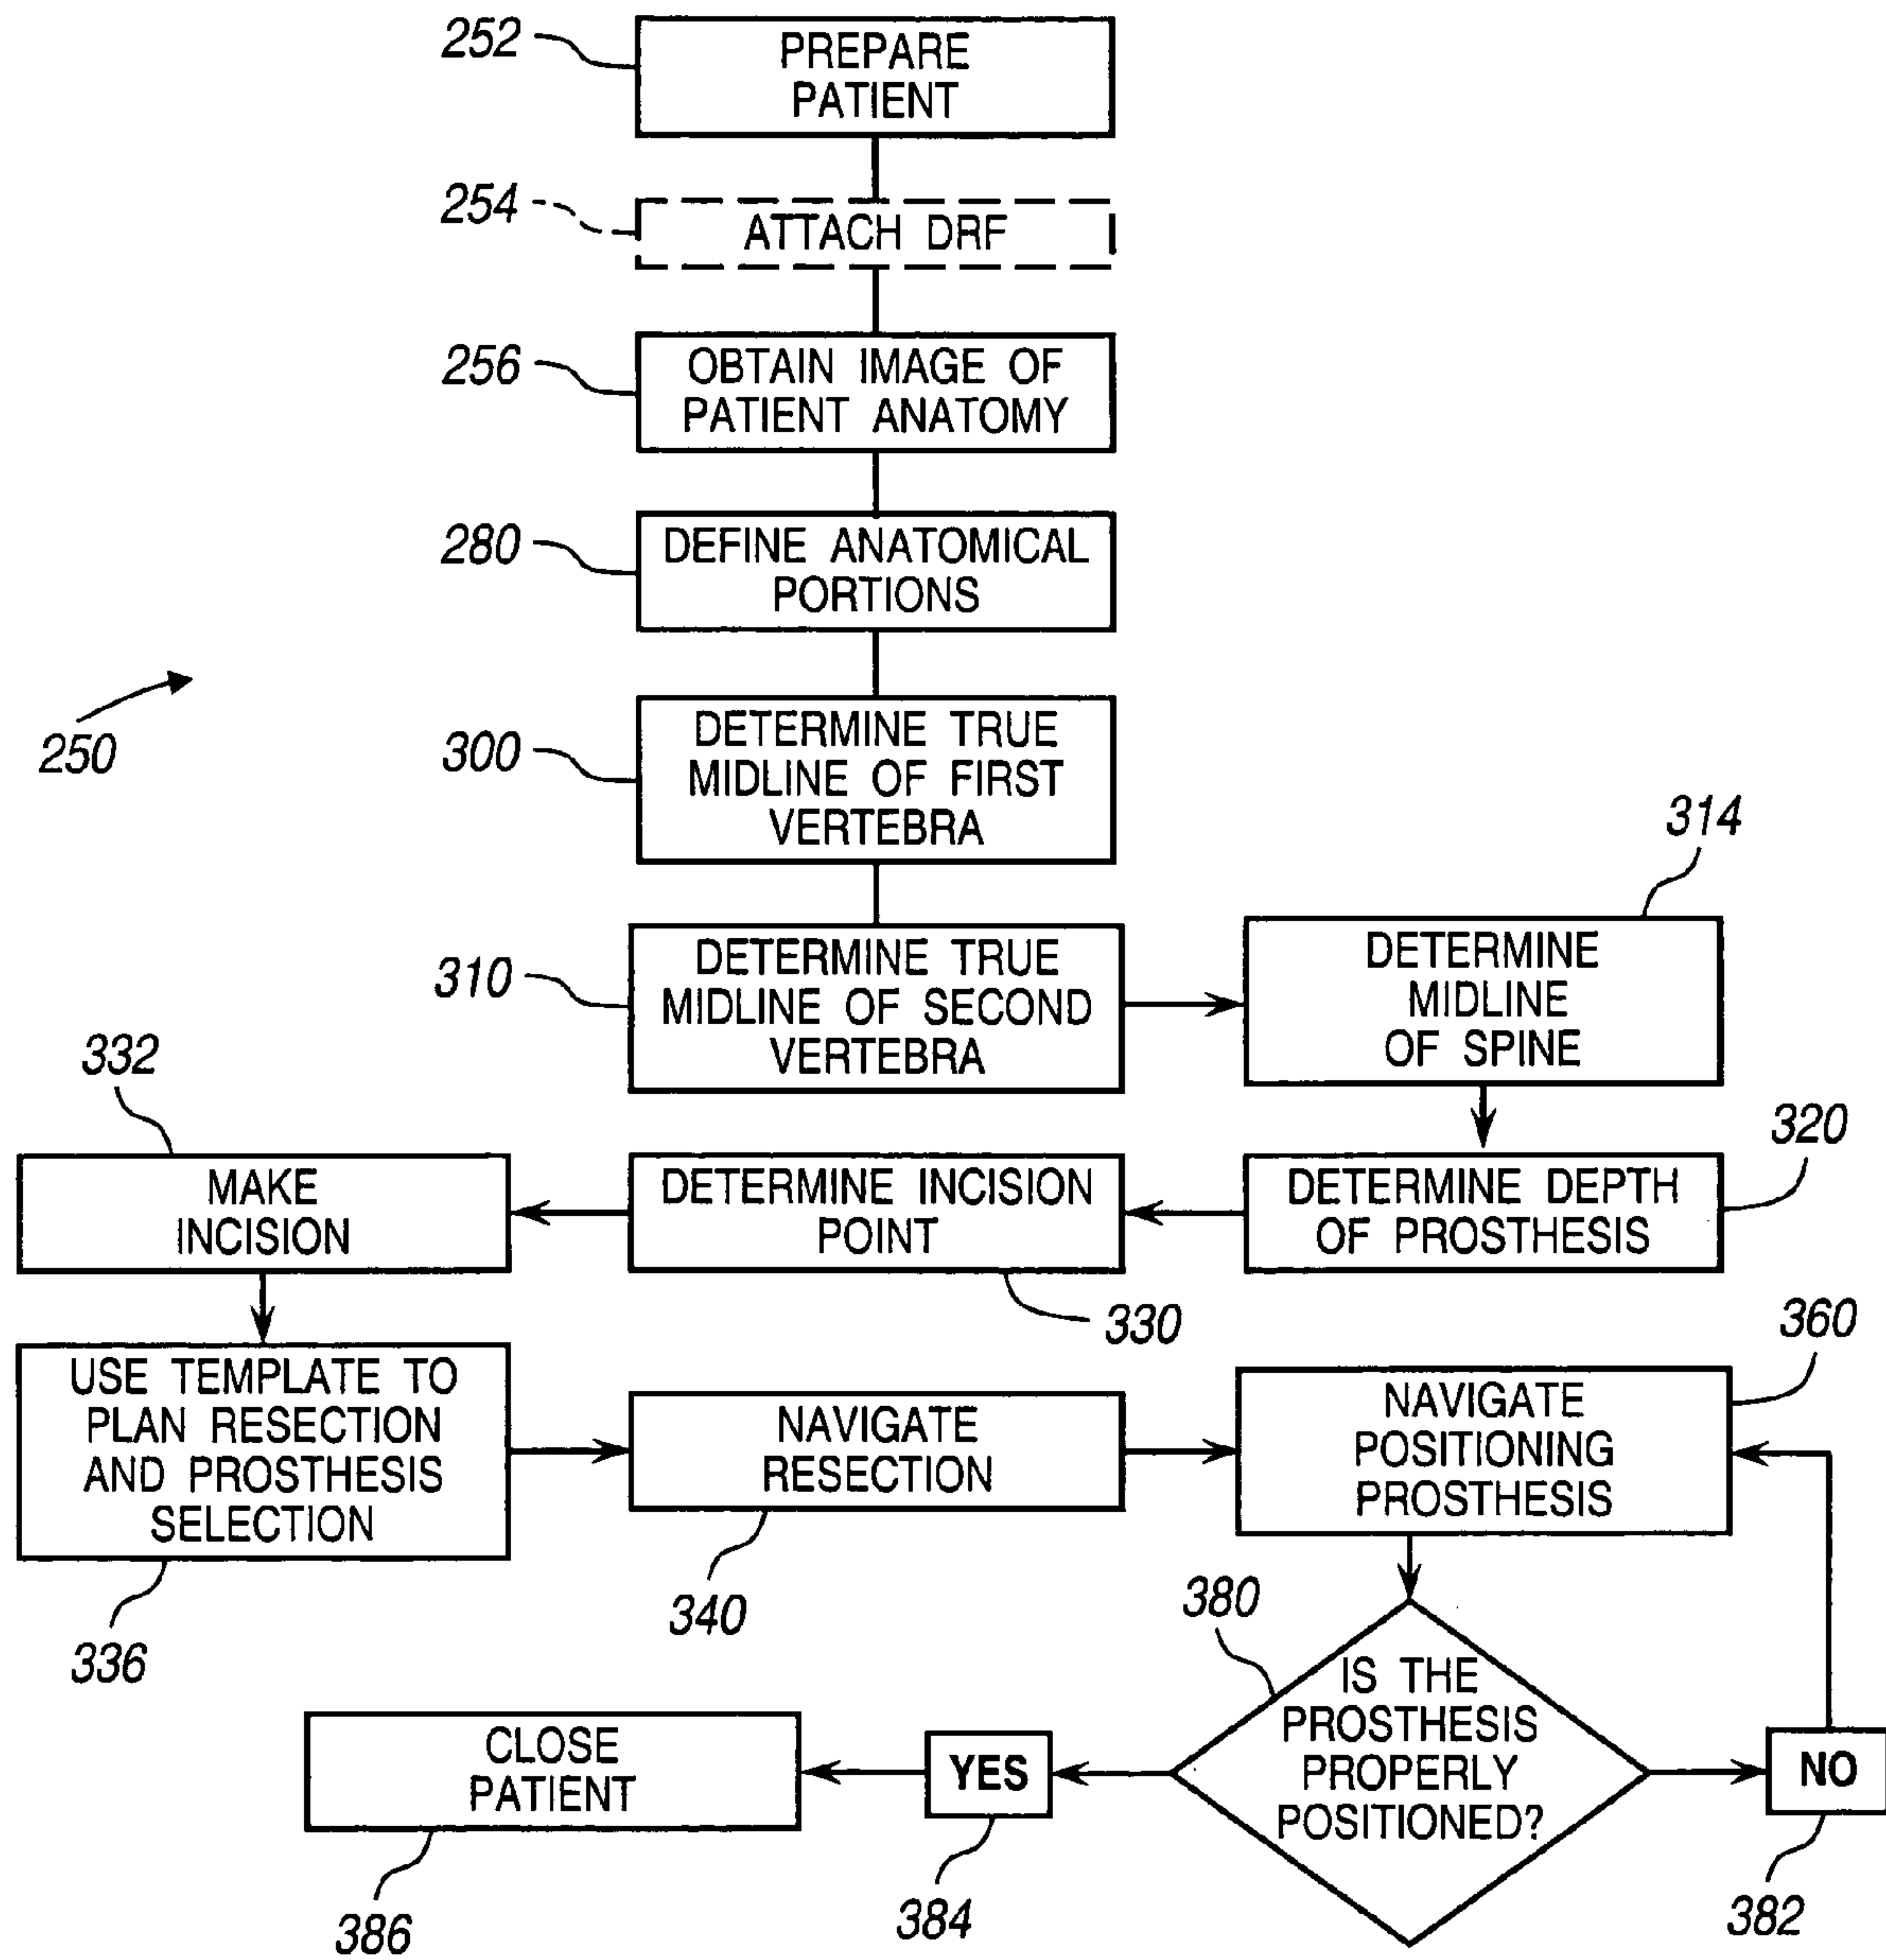 252
PREPARE
PATIENT
254
ATTACH DRF
256
OBTAIN IMAGE OF
PATIENT ANATOMY
280
DEFINE ANATOMICAL
PORTIONS
250
300
DETERMINE TRUE
MIDLINE OF FIRST
VERTEBRA
310
DETERMINE TRUE
MIDLINE OF SECOND
VERTEBRA
314
DETERMINE
MIDLINE
OF SPINE
320
DETERMINE DEPTH
OF PROSTHESIS
DETERMINE INCISION
POINT
330
332
MAKE
INCISION
USE TEMPLATE TO
PLAN RESECTION
AND PROSTHESIS
SELECTION
336
NAVIGATE
RESECTION
340
360
NAVIGATE
POSITIONING
PROSTHESIS
380
IS THE
PROSTHESIS
PROPERLY
POSITIONED?
NO
382
YES
384
CLOSE
PATIENT
386